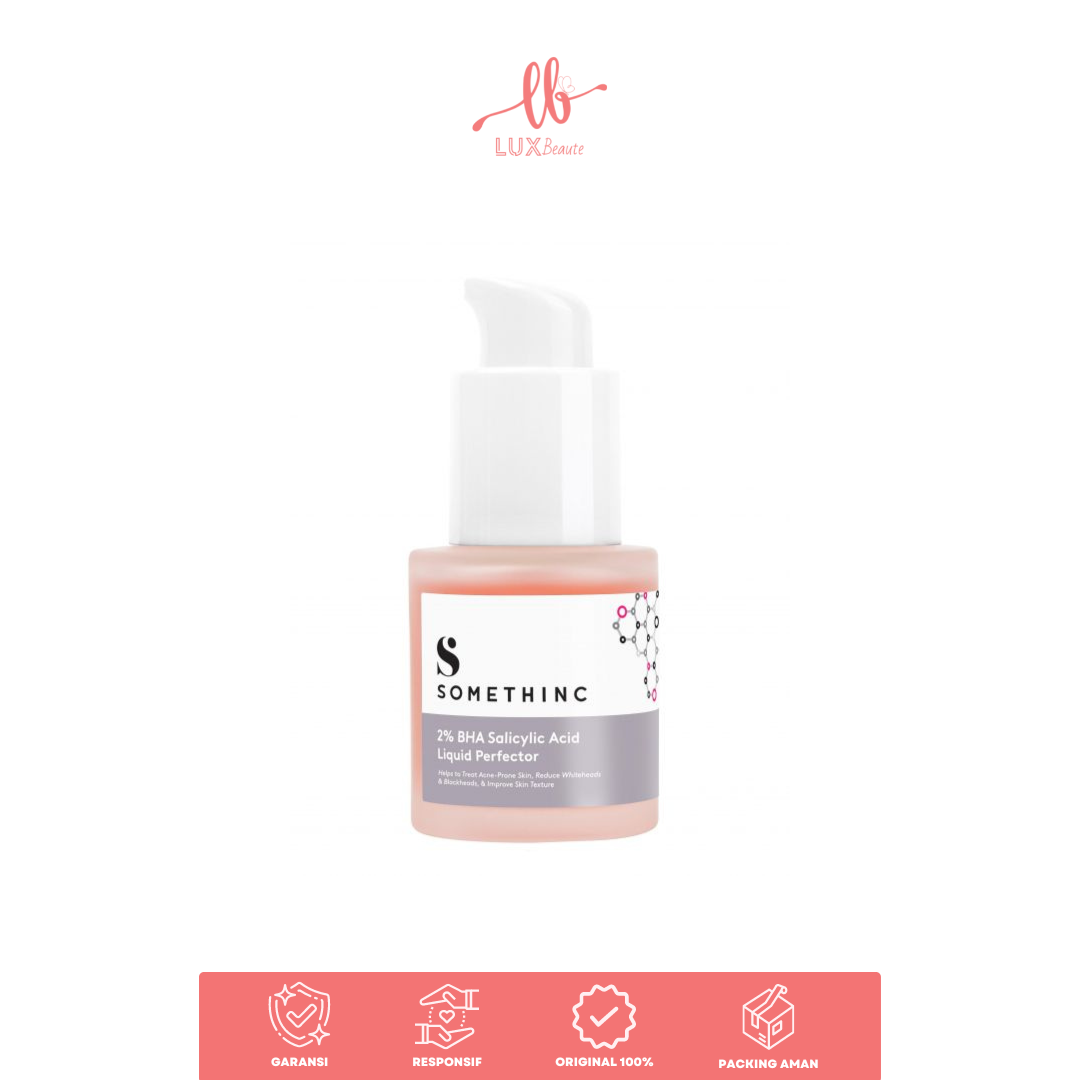 lb
LUX Beaute
S
SOMETHINC
2% BHA Salicylic Acid
Liquid Perfector
Helps to Treat Acne-Prone Skin, Reduce Whiteheads
& Blackheads, & Improve Skin Texture
GARANSI
RESPONSIF
ORIGINAL 100%
PACKING AMAN